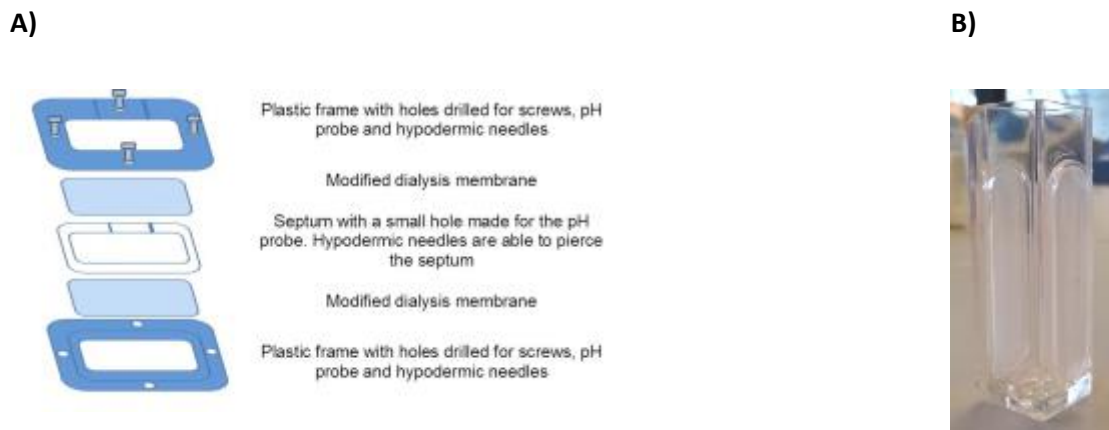 A)
B)
Plastic frame with holes drilled for screws, pH
probe and hypodermic needles
Modified dialysis membrane
Septum with a small hole made for the pH
probe. Hypodermic needles are able to pierce
the septum
Modified dialysis membrane
Plastic frame with holes drilled for screws, pH
probe and hypodermic needles